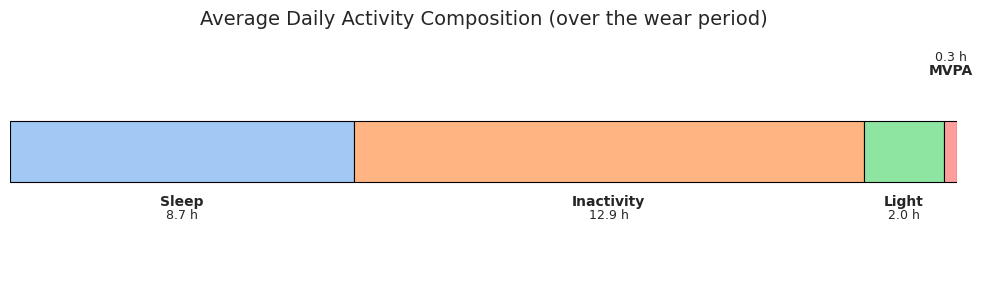 Average Daily Activity Composition (over the wear period)
0.3 h
MVPA
Sleep
8.7 h
Inactivity
12.9 h
Light
2.0 h